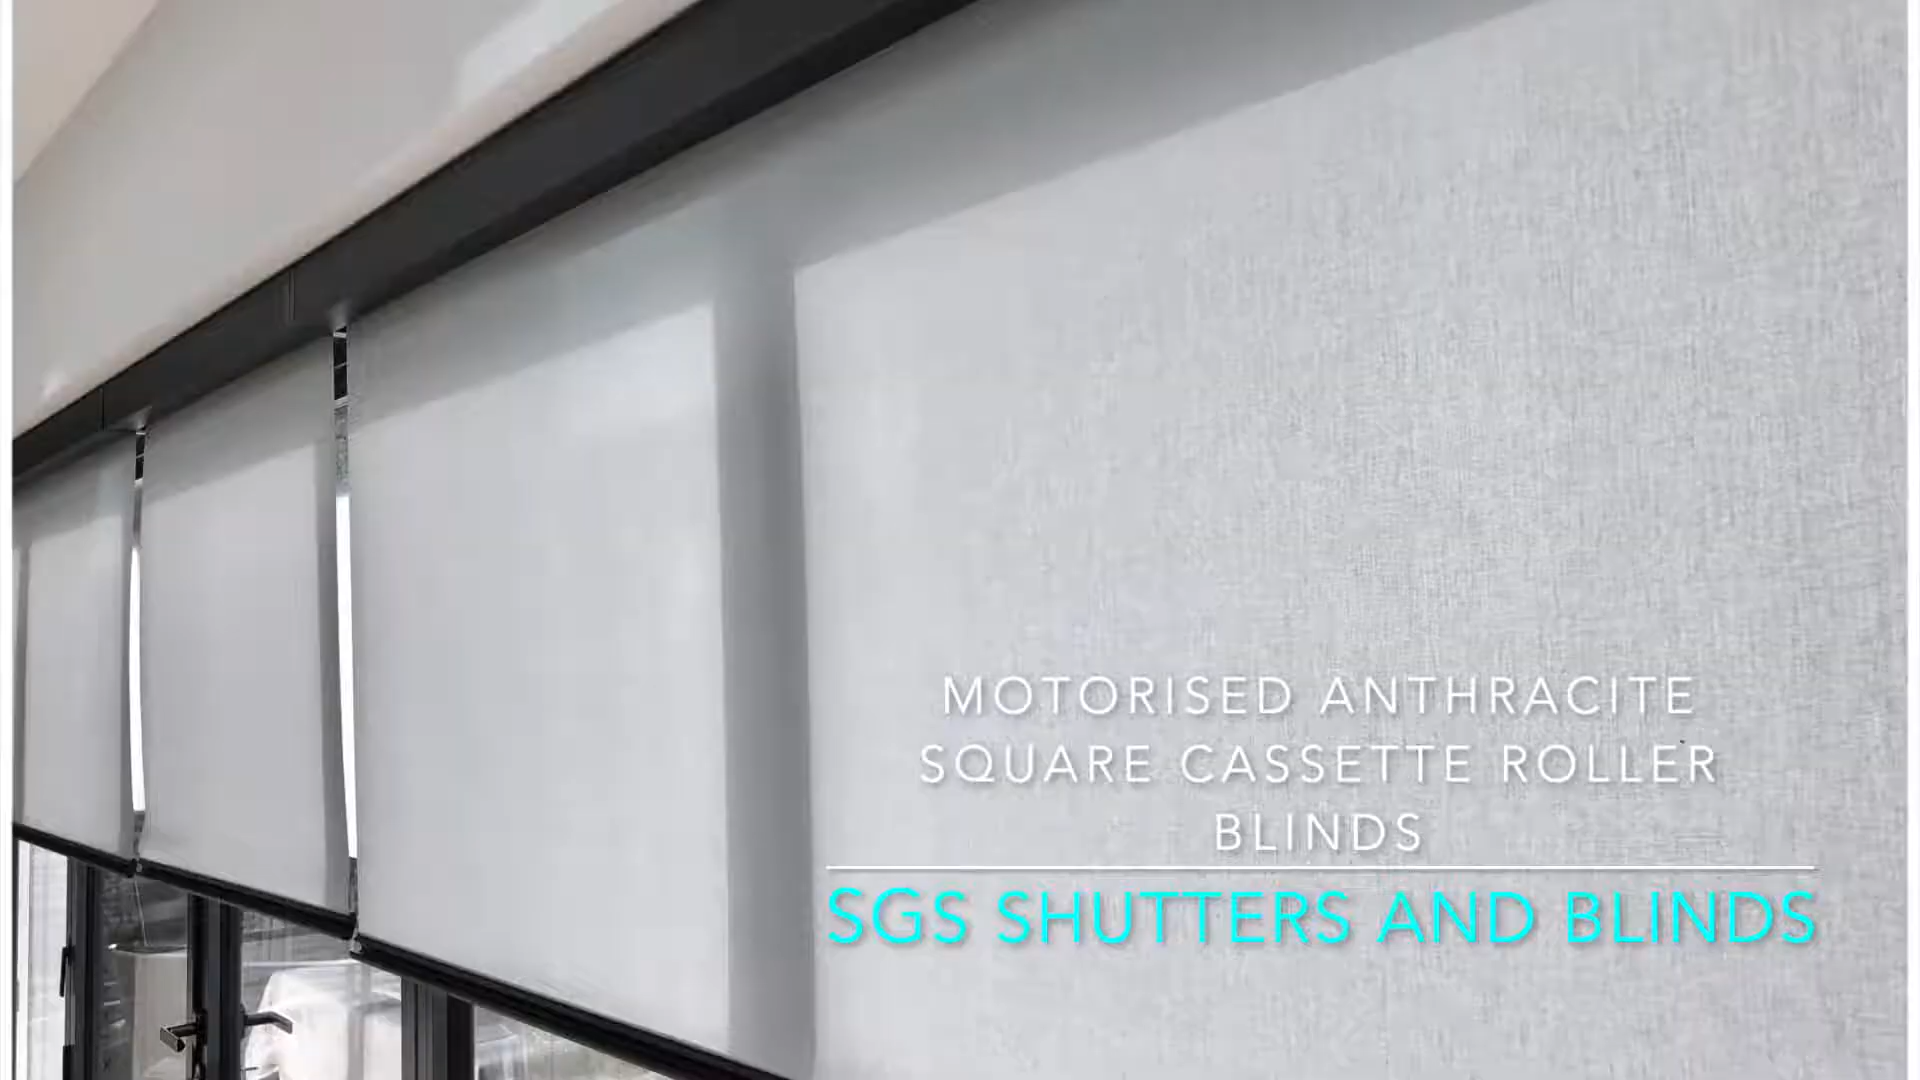 MOTORISED ANTHRACITE
SQUARE CASSETTE ROLLER
BLINDS
SGS SHUTTERS AND BLINDS